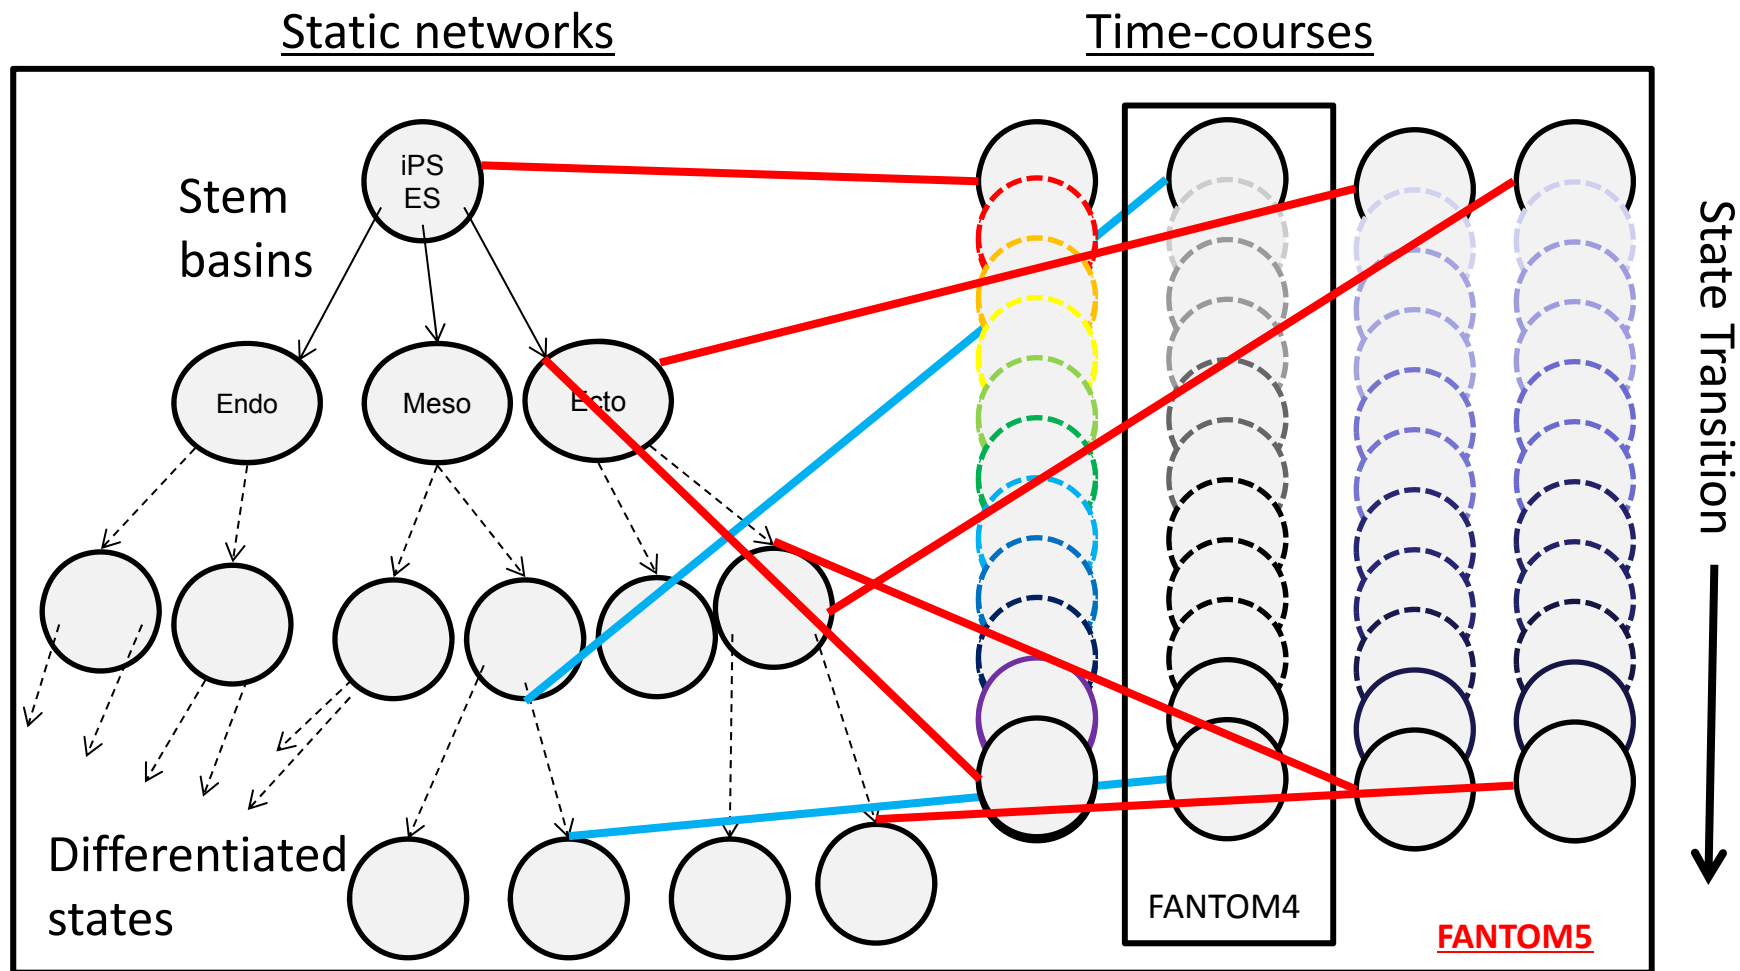 Static networks
Time-courses
iPS
ES
Stem
basins
Endo
Meso
Ecto
State Transition
Differentiated
states
FANTOM4
FANTOM5